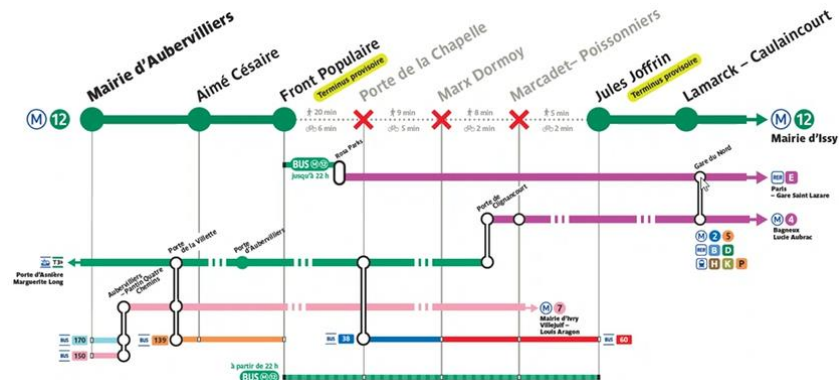 Mairie d'Aubervilliers
Aimé Césaire
Front Populaire
Terminus provisoire
Porte de la Chapelle
Marx Dormoy
Marcadet– Poissonniers
Jules Joffrin
Terminus provisoire
Lamarck – Caulaincourt
M 12
20 min
6 min
9 min
5 min
8 min
2 min
5 min
2 min
M 12
Mairie d'Issy
BUS M 12
jusqu'à 22 h
Rosa Parks
Gare du Nord
RER E
Paris
– Gare Saint Lazare
Porte de
Clignancourt
M 4
Bagneux
Lucie Aubrac
M 2 5
RER B D
H K P
Porte
de la Villette
Porte
d'Aubervilliers
T3b
Porte d'Asnière
Marguerite Long
Aubervilliers
– Pantin Quatre
Chemins
M 7
Mairie d'Ivry
Villejuif –
Louis Aragon
BUS 170
BUS 139
BUS 38
BUS 60
BUS 150
à partir de 22 h
BUS M 12